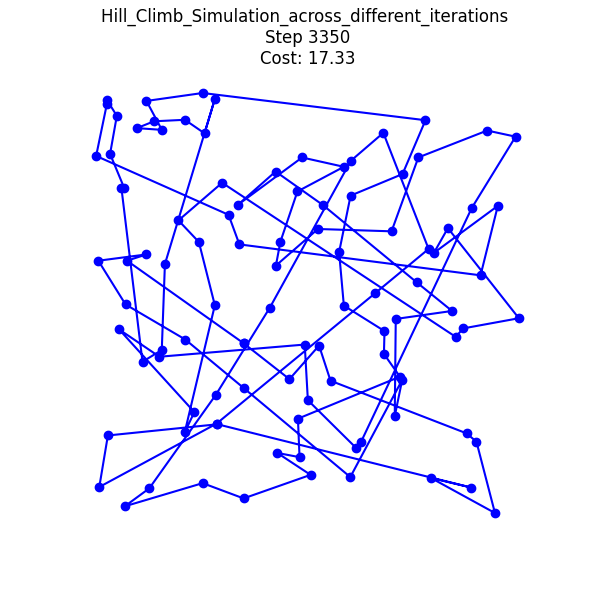 Hill_Climb_Simulation_across_different_iterations
Step 3350
Cost: 17.33